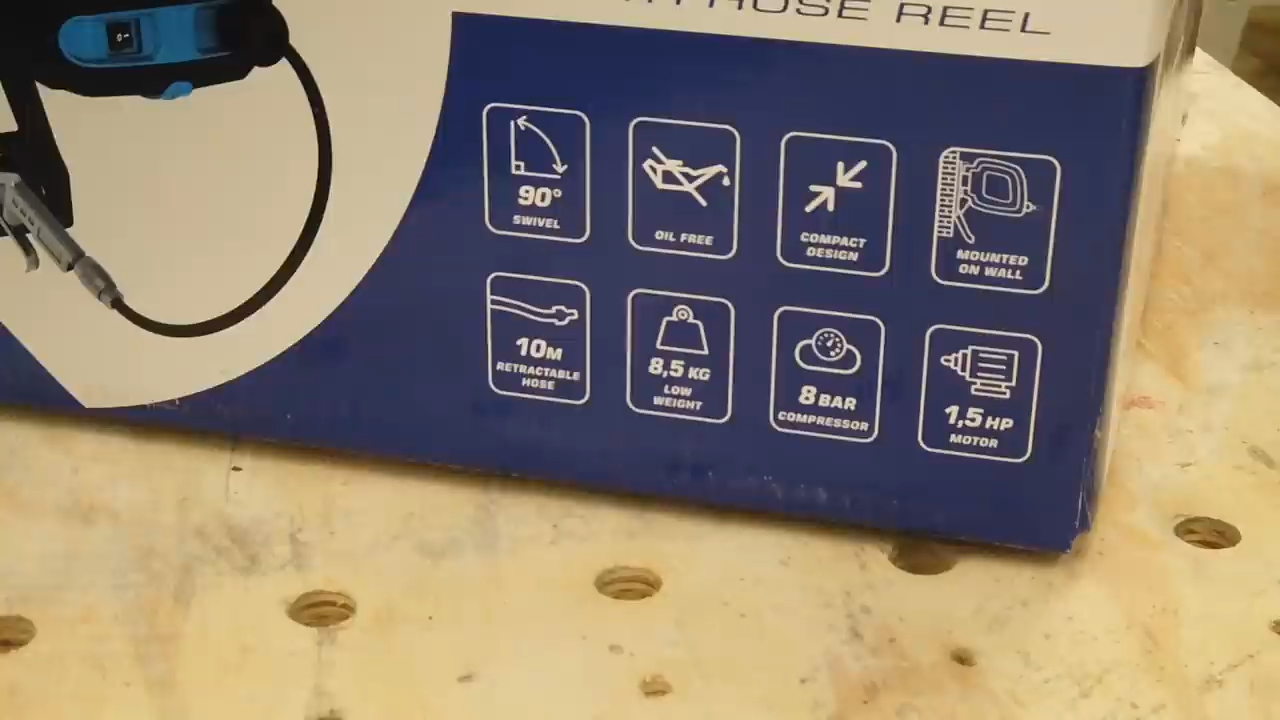 HOSE REEL
90°
SWIVEL
OIL FREE
COMPACT
DESIGN
MOUNTED
ON WALL
10M
RETRACTABLE
HOSE
8,5 KG
LOW
WEIGHT
8 BAR
COMPRESSOR
1,5 HP
MOTOR